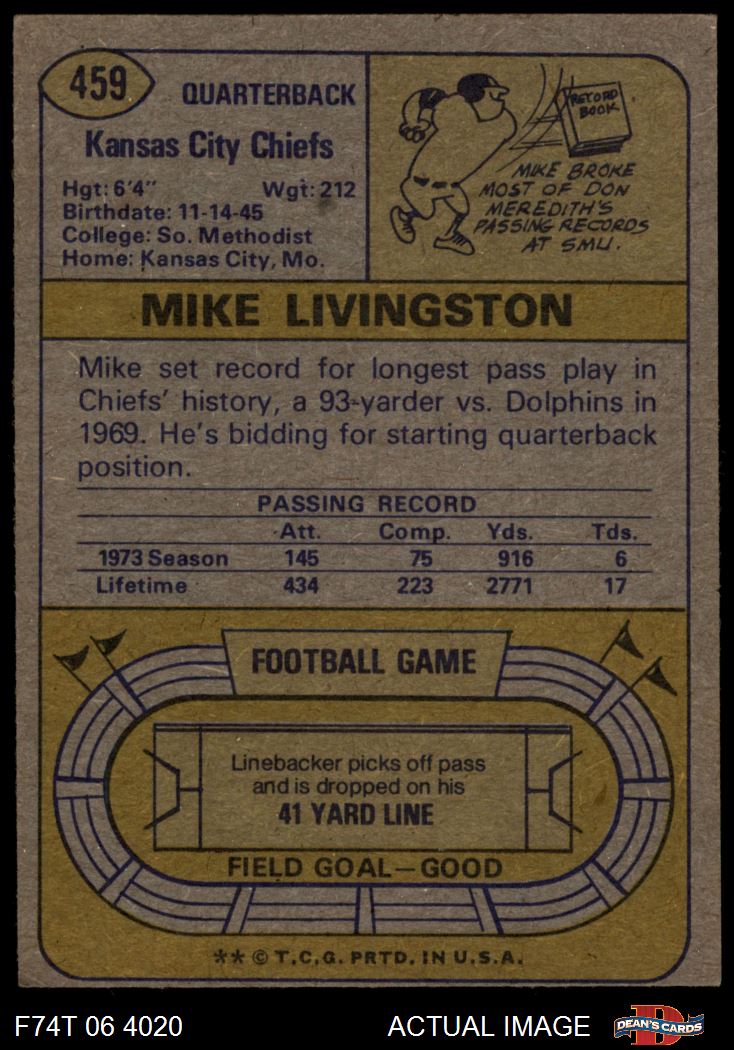 459
QUARTERBACK
Kansas City Chiefs
Hgt: 6'4" Wgt: 212
Birthdate: 11-14-45
College: So. Methodist
Home: Kansas City, Mo.
RECORD
BOOK
MIKE BROKE
MOST OF DON
MEREDITH'S
PASSING RECORDS
AT SMU.
MIKE LIVINGSTON
Mike set record for longest pass play in
Chiefs' history, a 93-yarder vs. Dolphins in
1969. He's bidding for starting quarterback
position.
PASSING RECORD
Att. Comp. Yds. Tds.
1973 Season 145 75 916 6
Lifetime 434 223 2771 17
FOOTBALL GAME
Linebacker picks off pass
and is dropped on his
41 YARD LINE
FIELD GOAL—GOOD
** © T.C.G. PRTD. IN U.S.A.
F74T 06 4020 ACTUAL IMAGE
DEAN'S CARDS